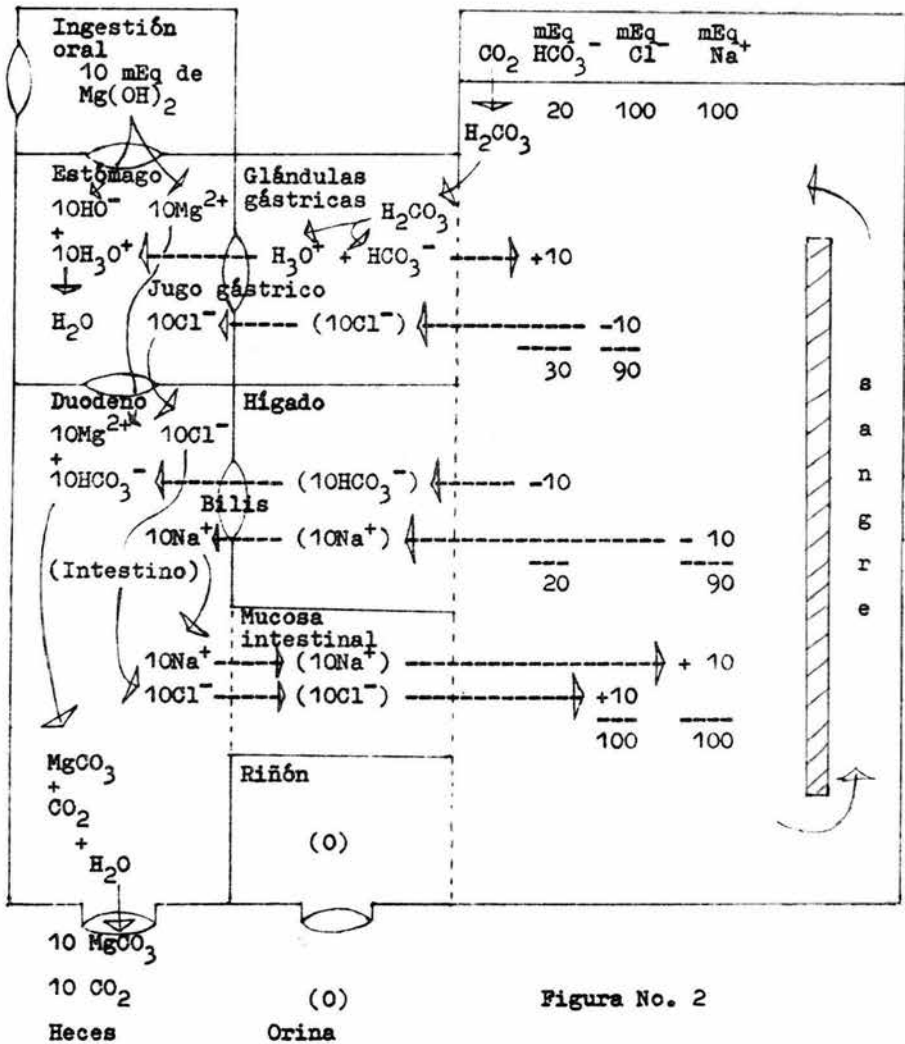 Ingestión
oral
10 mEq de
Mg(OH)₂
mEq mEq mEq
CO₂ HCO₃⁻ Cl⁻ Na⁺
20 100 100
H₂CO₃
Estómago
10HO⁻ 10Mg²⁺
+
10H₃O⁺
H₂O
Glándulas
gástricas
H₂CO₃
H₃O⁺ + HCO₃⁻ +10
Jugo gástrico
10Cl⁻ (10Cl⁻) -10
30 90
Duodeno
10Mg²⁺ 10Cl⁻
+
10HCO₃⁻
Hígado
(10HCO₃⁻) -10
Bilis
10Na⁺ (10Na⁺) - 10
20 90
(Intestino)
Mucosa
intestinal
10Na⁺ (10Na⁺) + 10
10Cl⁻ (10Cl⁻) +10
100 100
MgCO₃
+
CO₂
+
H₂O
Riñón
(0)
sangre
10 MgCO₃
10 CO₂
(0)
Heces Orina
Figura No. 2